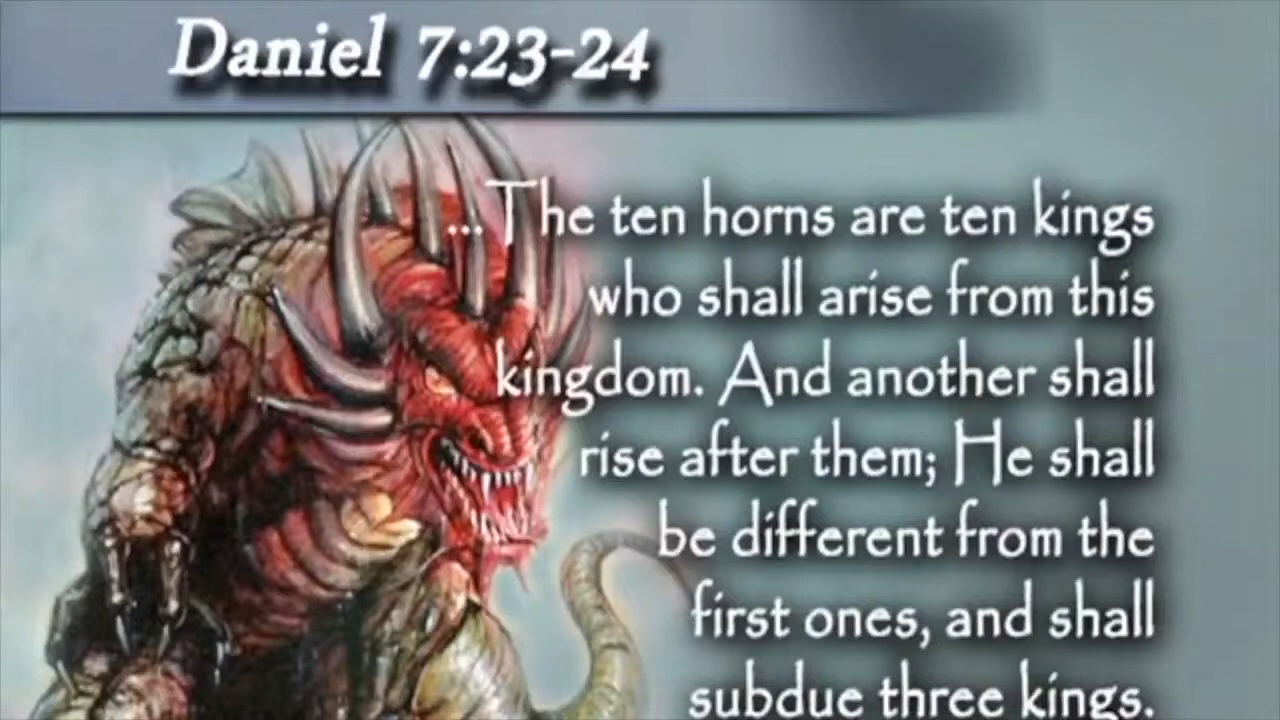 Daniel 7:23-24
...The ten horns are ten kings
who shall arise from this
kingdom. And another shall
rise after them; He shall
be different from the
first ones, and shall
subdue three kings.